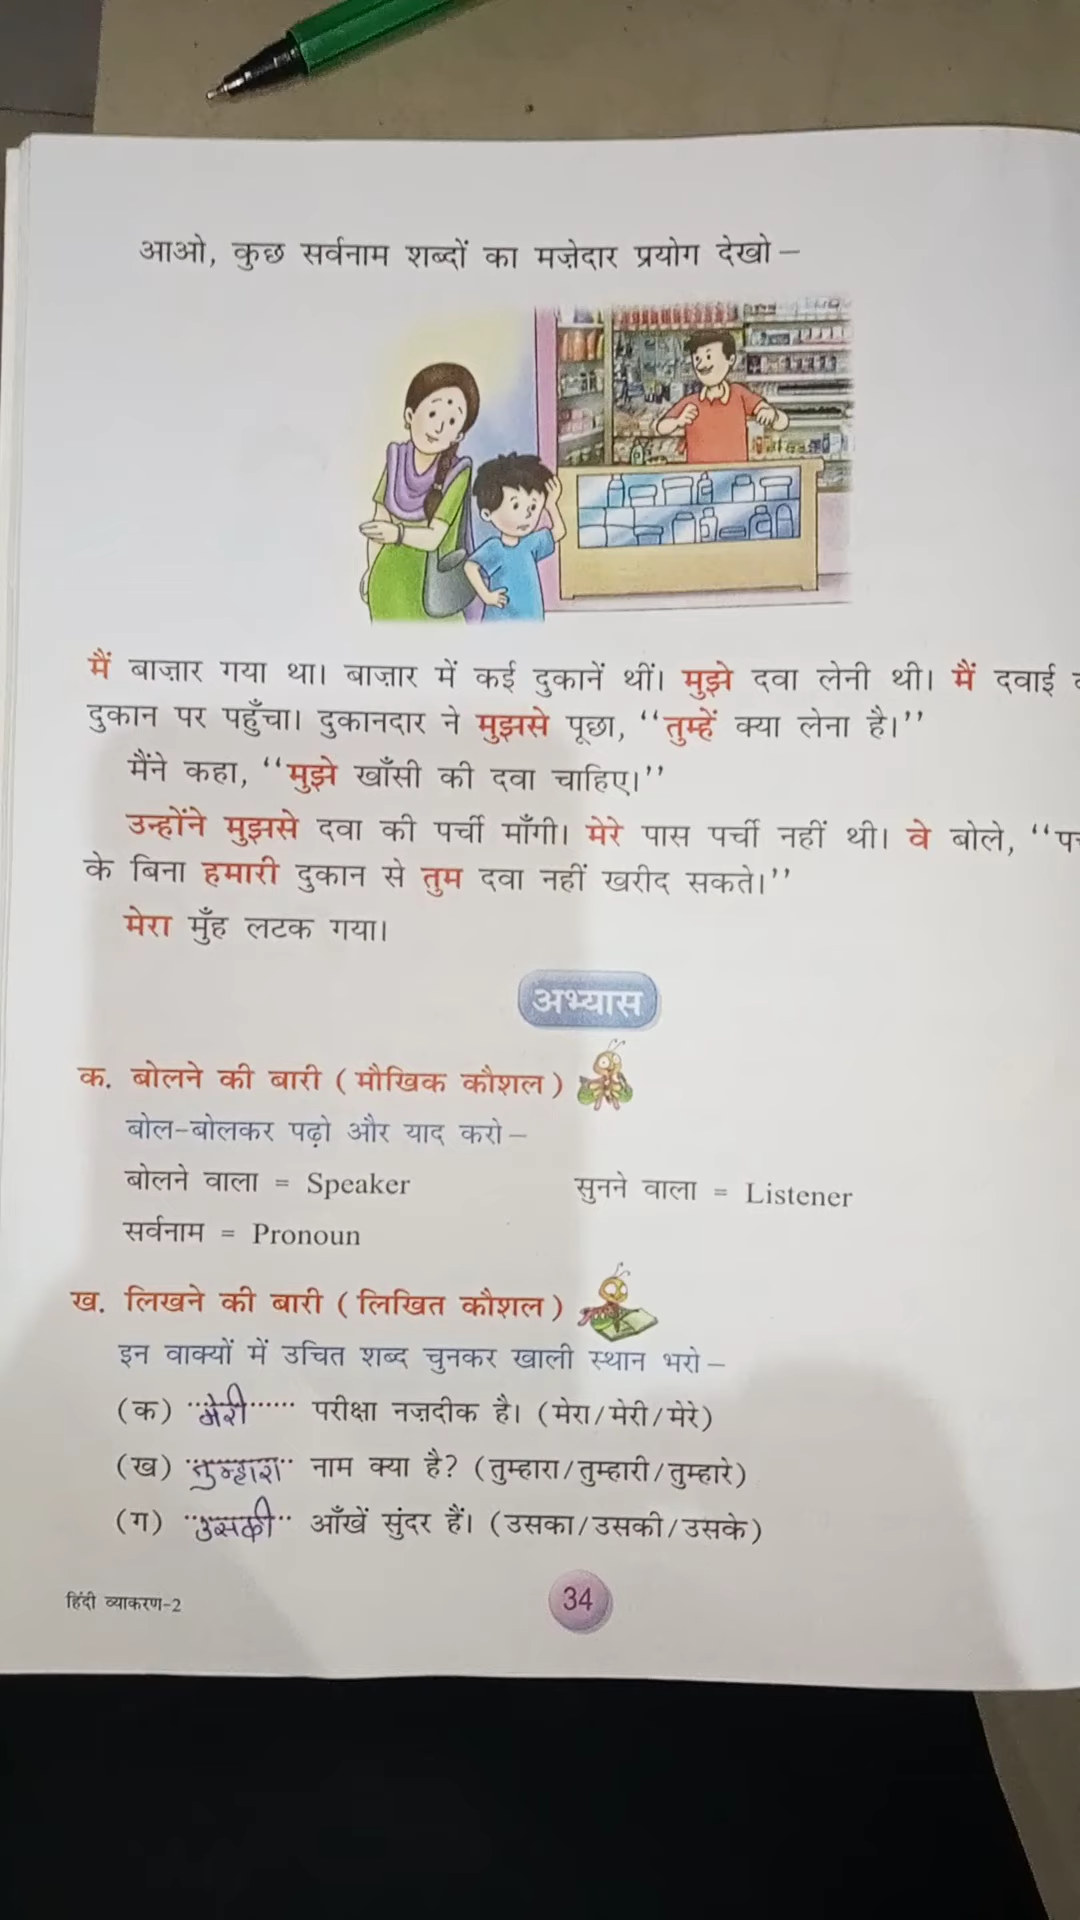 आओ, कुछ सर्वनाम शब्दों का मज़ेदार प्रयोग देखो –
मैं बाज़ार गया था। बाज़ार में कई दुकानें थीं। मुझे दवा लेनी थी। मैं दवाई
दुकान पर पहुँचा। दुकानदार ने मुझसे पूछा, ‘‘तुम्हें क्या लेना है।’’
मैंने कहा, ‘‘मुझे खाँसी की दवा चाहिए।’’
उन्होंने मुझसे दवा की पर्ची माँगी। मेरे पास पर्ची नहीं थी। वे बोले,
के बिना हमारी दुकान से तुम दवा नहीं खरीद सकते।’’
मेरा मुँह लटक गया।
अभ्यास
क. बोलने की बारी ( मौखिक कौशल )
बोल-बोलकर पढ़ो और याद करो –
बोलने वाला = Speaker सुनने वाला = Listener
सर्वनाम = Pronoun
ख. लिखने की बारी ( लिखित कौशल )
इन वाक्यों में उचित शब्द चुनकर खाली स्थान भरो –
(क) मेरी परीक्षा नज़दीक है। (मेरा/मेरी/मेरे)
(ख) तुम्हारा नाम क्या है? (तुम्हारा/तुम्हारी/तुम्हारे)
(ग) उसकी आँखें सुंदर हैं। (उसका/उसकी/उसके)
हिंदी व्याकरण-2 34